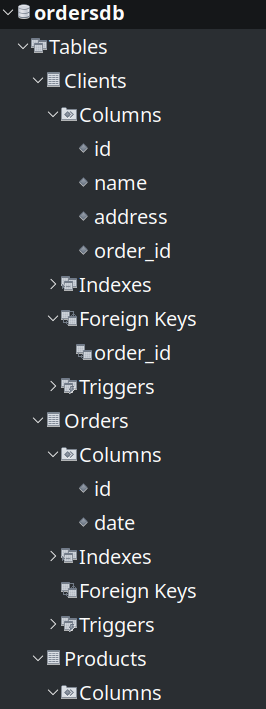 ordersdb
Tables
Clients
Columns
id
name
address
order_id
Indexes
Foreign Keys
order_id
Triggers
Orders
Columns
id
date
Indexes
Foreign Keys
Triggers
Products
Columns